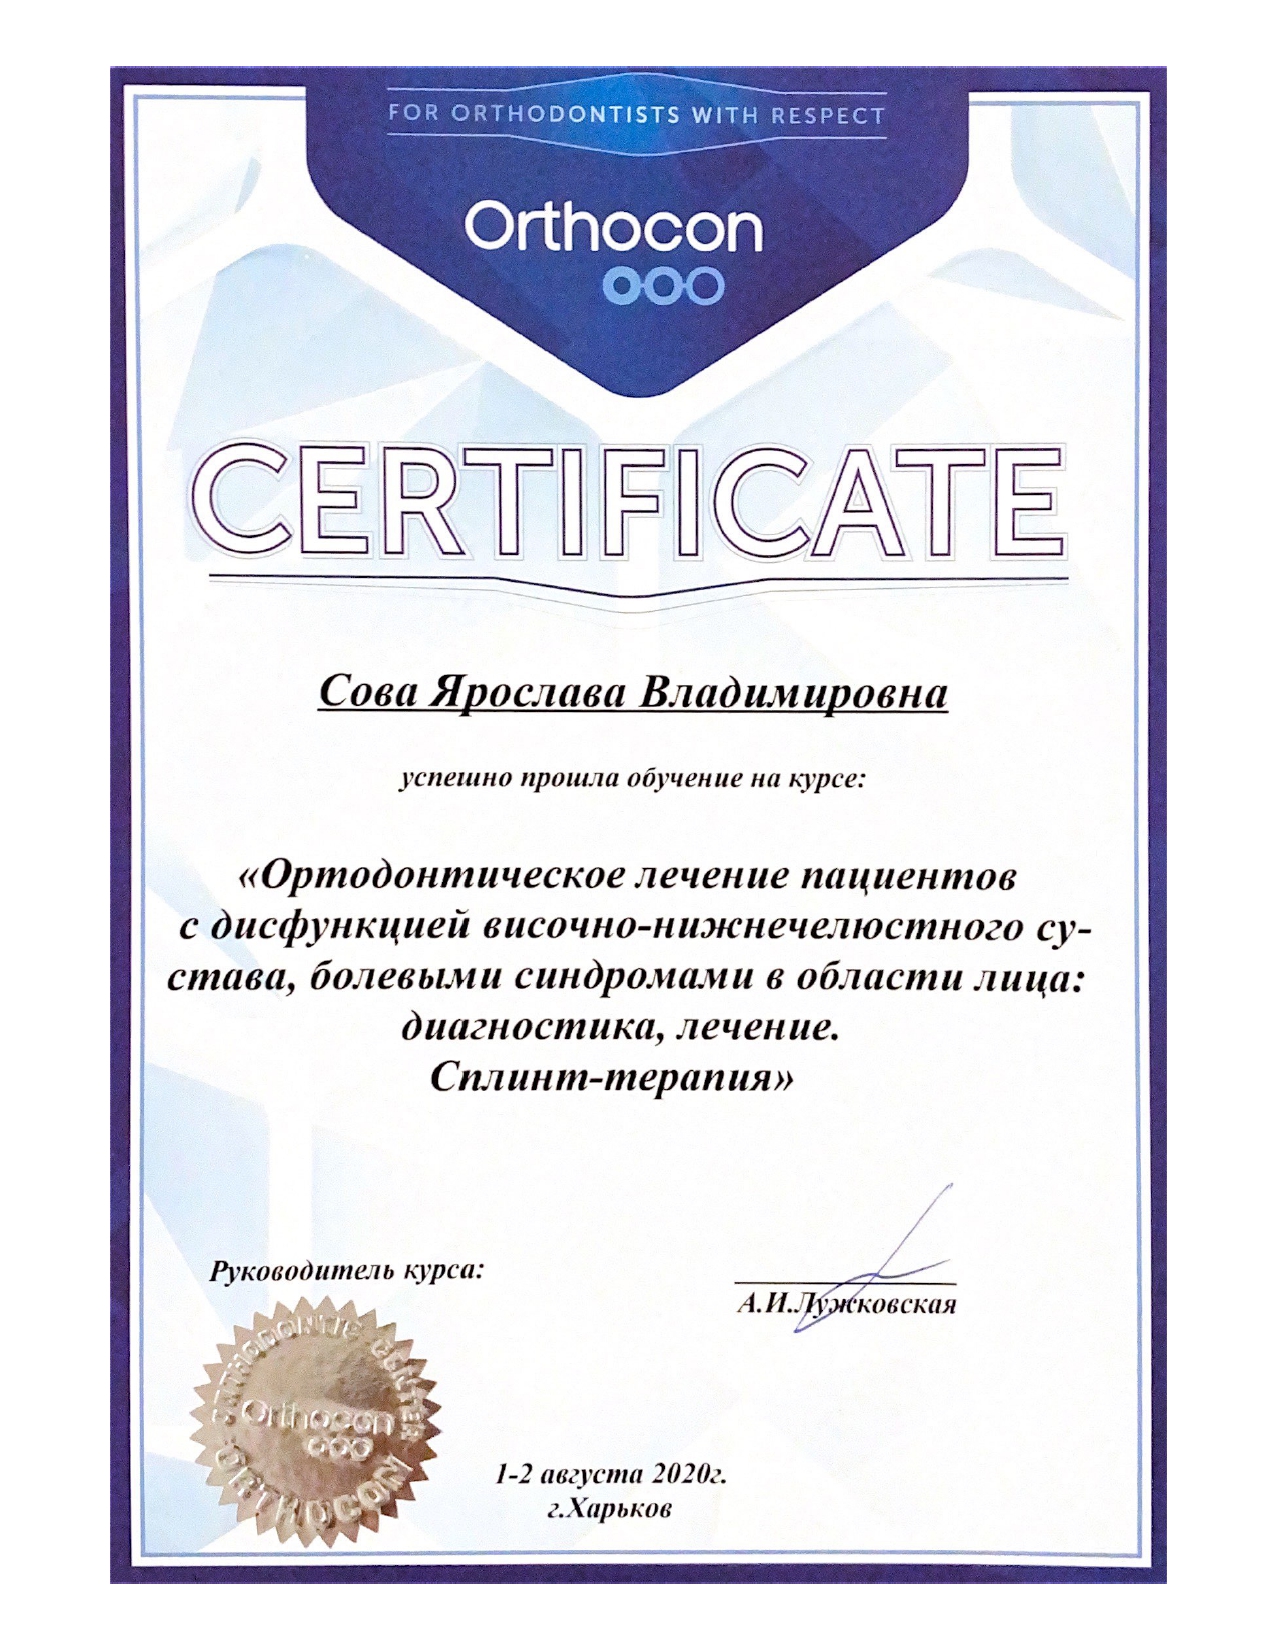 FOR ORTHODONTISTS WITH RESPECT
Orthocon
CERTIFICATE
Сова Ярослава Владимировна
успешно прошла обучение на курсе:
«Ортодонтическое лечение пациентов
с дисфункцией височно-нижнечелюстного су-
става, болевыми синдромами в области лица:
диагностика, лечение.
Сплинт-терапия»
Руководитель курса:
А.И.Лужковская
ORTHODONTIC CENTER
Orthocon
ORTHOCON
1-2 августа 2020г.
г.Харьков